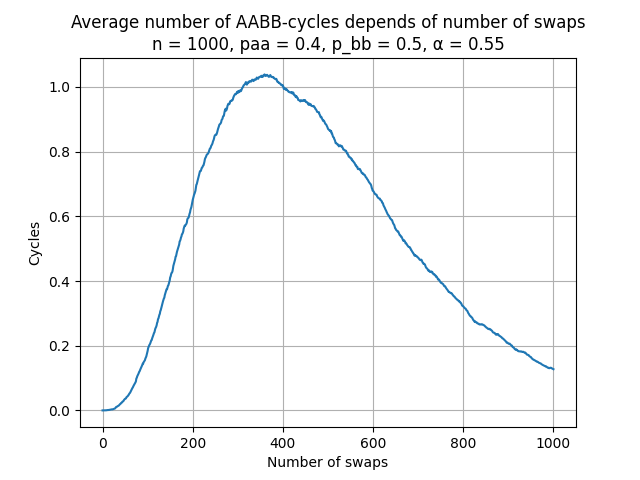 Average number of AABB-cycles depends of number of swaps
n = 1000, paa = 0.4, p_bb = 0.5, α = 0.55
1.0
0.8
0.6
0.4
0.2
0.0
Cycles
0 200 400 600 800 1000
Number of swaps